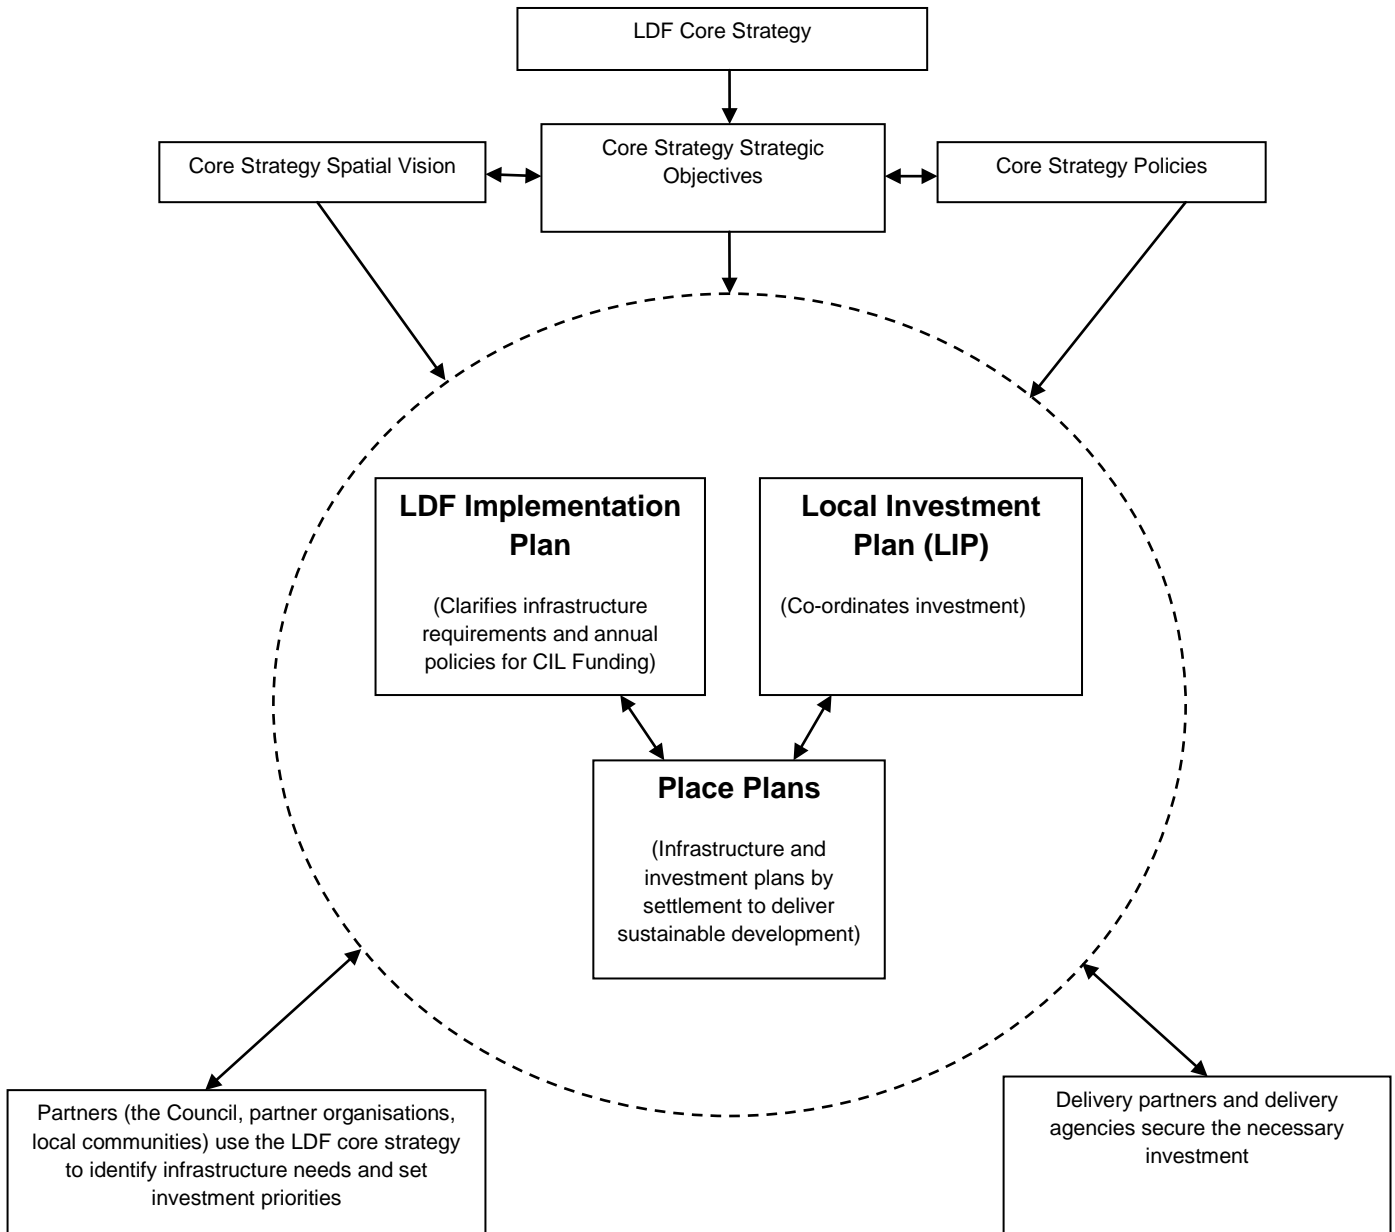 LDF Core Strategy
Core Strategy Spatial Vision
Core Strategy Strategic
Objectives
Core Strategy Policies
LDF Implementation
Plan
(Clarifies infrastructure
requirements and annual
policies for CIL Funding)
Local Investment
Plan (LIP)
(Co-ordinates investment)
Place Plans
(Infrastructure and
investment plans by
settlement to deliver
sustainable development)
Partners (the Council, partner organisations,
local communities) use the LDF core strategy
to identify infrastructure needs and set
investment priorities
Delivery partners and delivery
agencies secure the necessary
investment